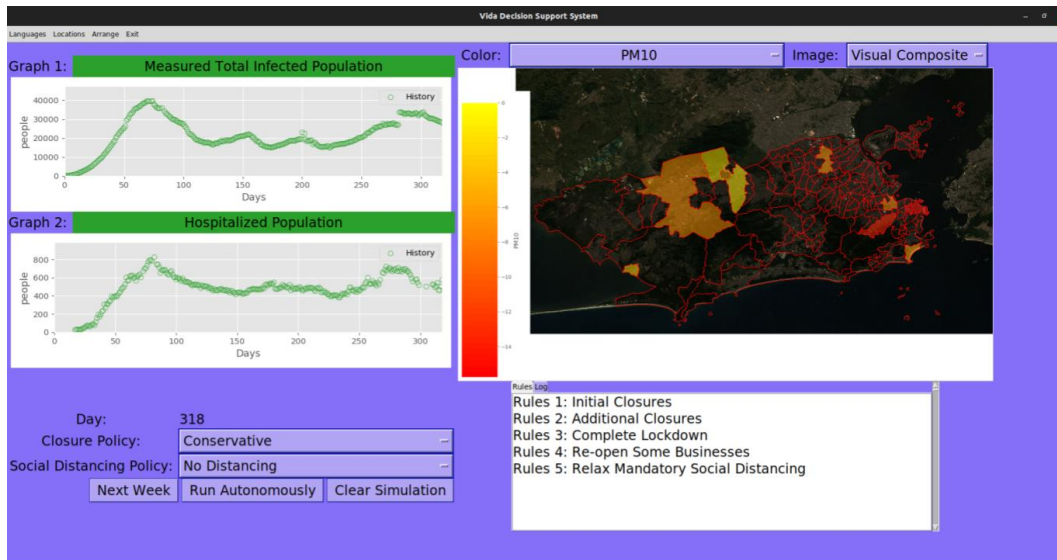 Vida Decision Support System
Languages Locations Arrange Exit
Graph 1: Measured Total Infected Population
Color: PM10 Image: Visual Composite
History
40000
30000
20000
10000
0
people
0 50 100 150 200 250 300
Days
Graph 2: Hospitalized Population
History
800
600
400
200
0
people
0 50 100 150 200 250 300
Days
0
-2
-4
-6
-8
-10
-12
-14
PM10
Rules Log
Rules 1: Initial Closures
Rules 2: Additional Closures
Rules 3: Complete Lockdown
Rules 4: Re-open Some Businesses
Rules 5: Relax Mandatory Social Distancing
Day: 318
Closure Policy: Conservative
Social Distancing Policy: No Distancing
Next Week Run Autonomously Clear Simulation